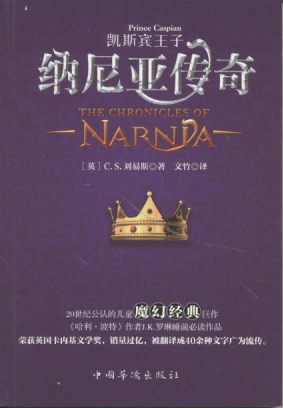 Prince Caspian
凯斯宾王子
纳尼亚传奇
THE CHRONICLES OF
NARNIA
[英] C. S. 刘易斯◎著 文竹◎译
20世纪公认的儿童魔幻经典巨作
《哈利·波特》作者J.K.罗琳睡前必读作品
荣获英国卡内基文学奖，销量过亿，被翻译成40余种文字广为流传。
中国华侨出版社